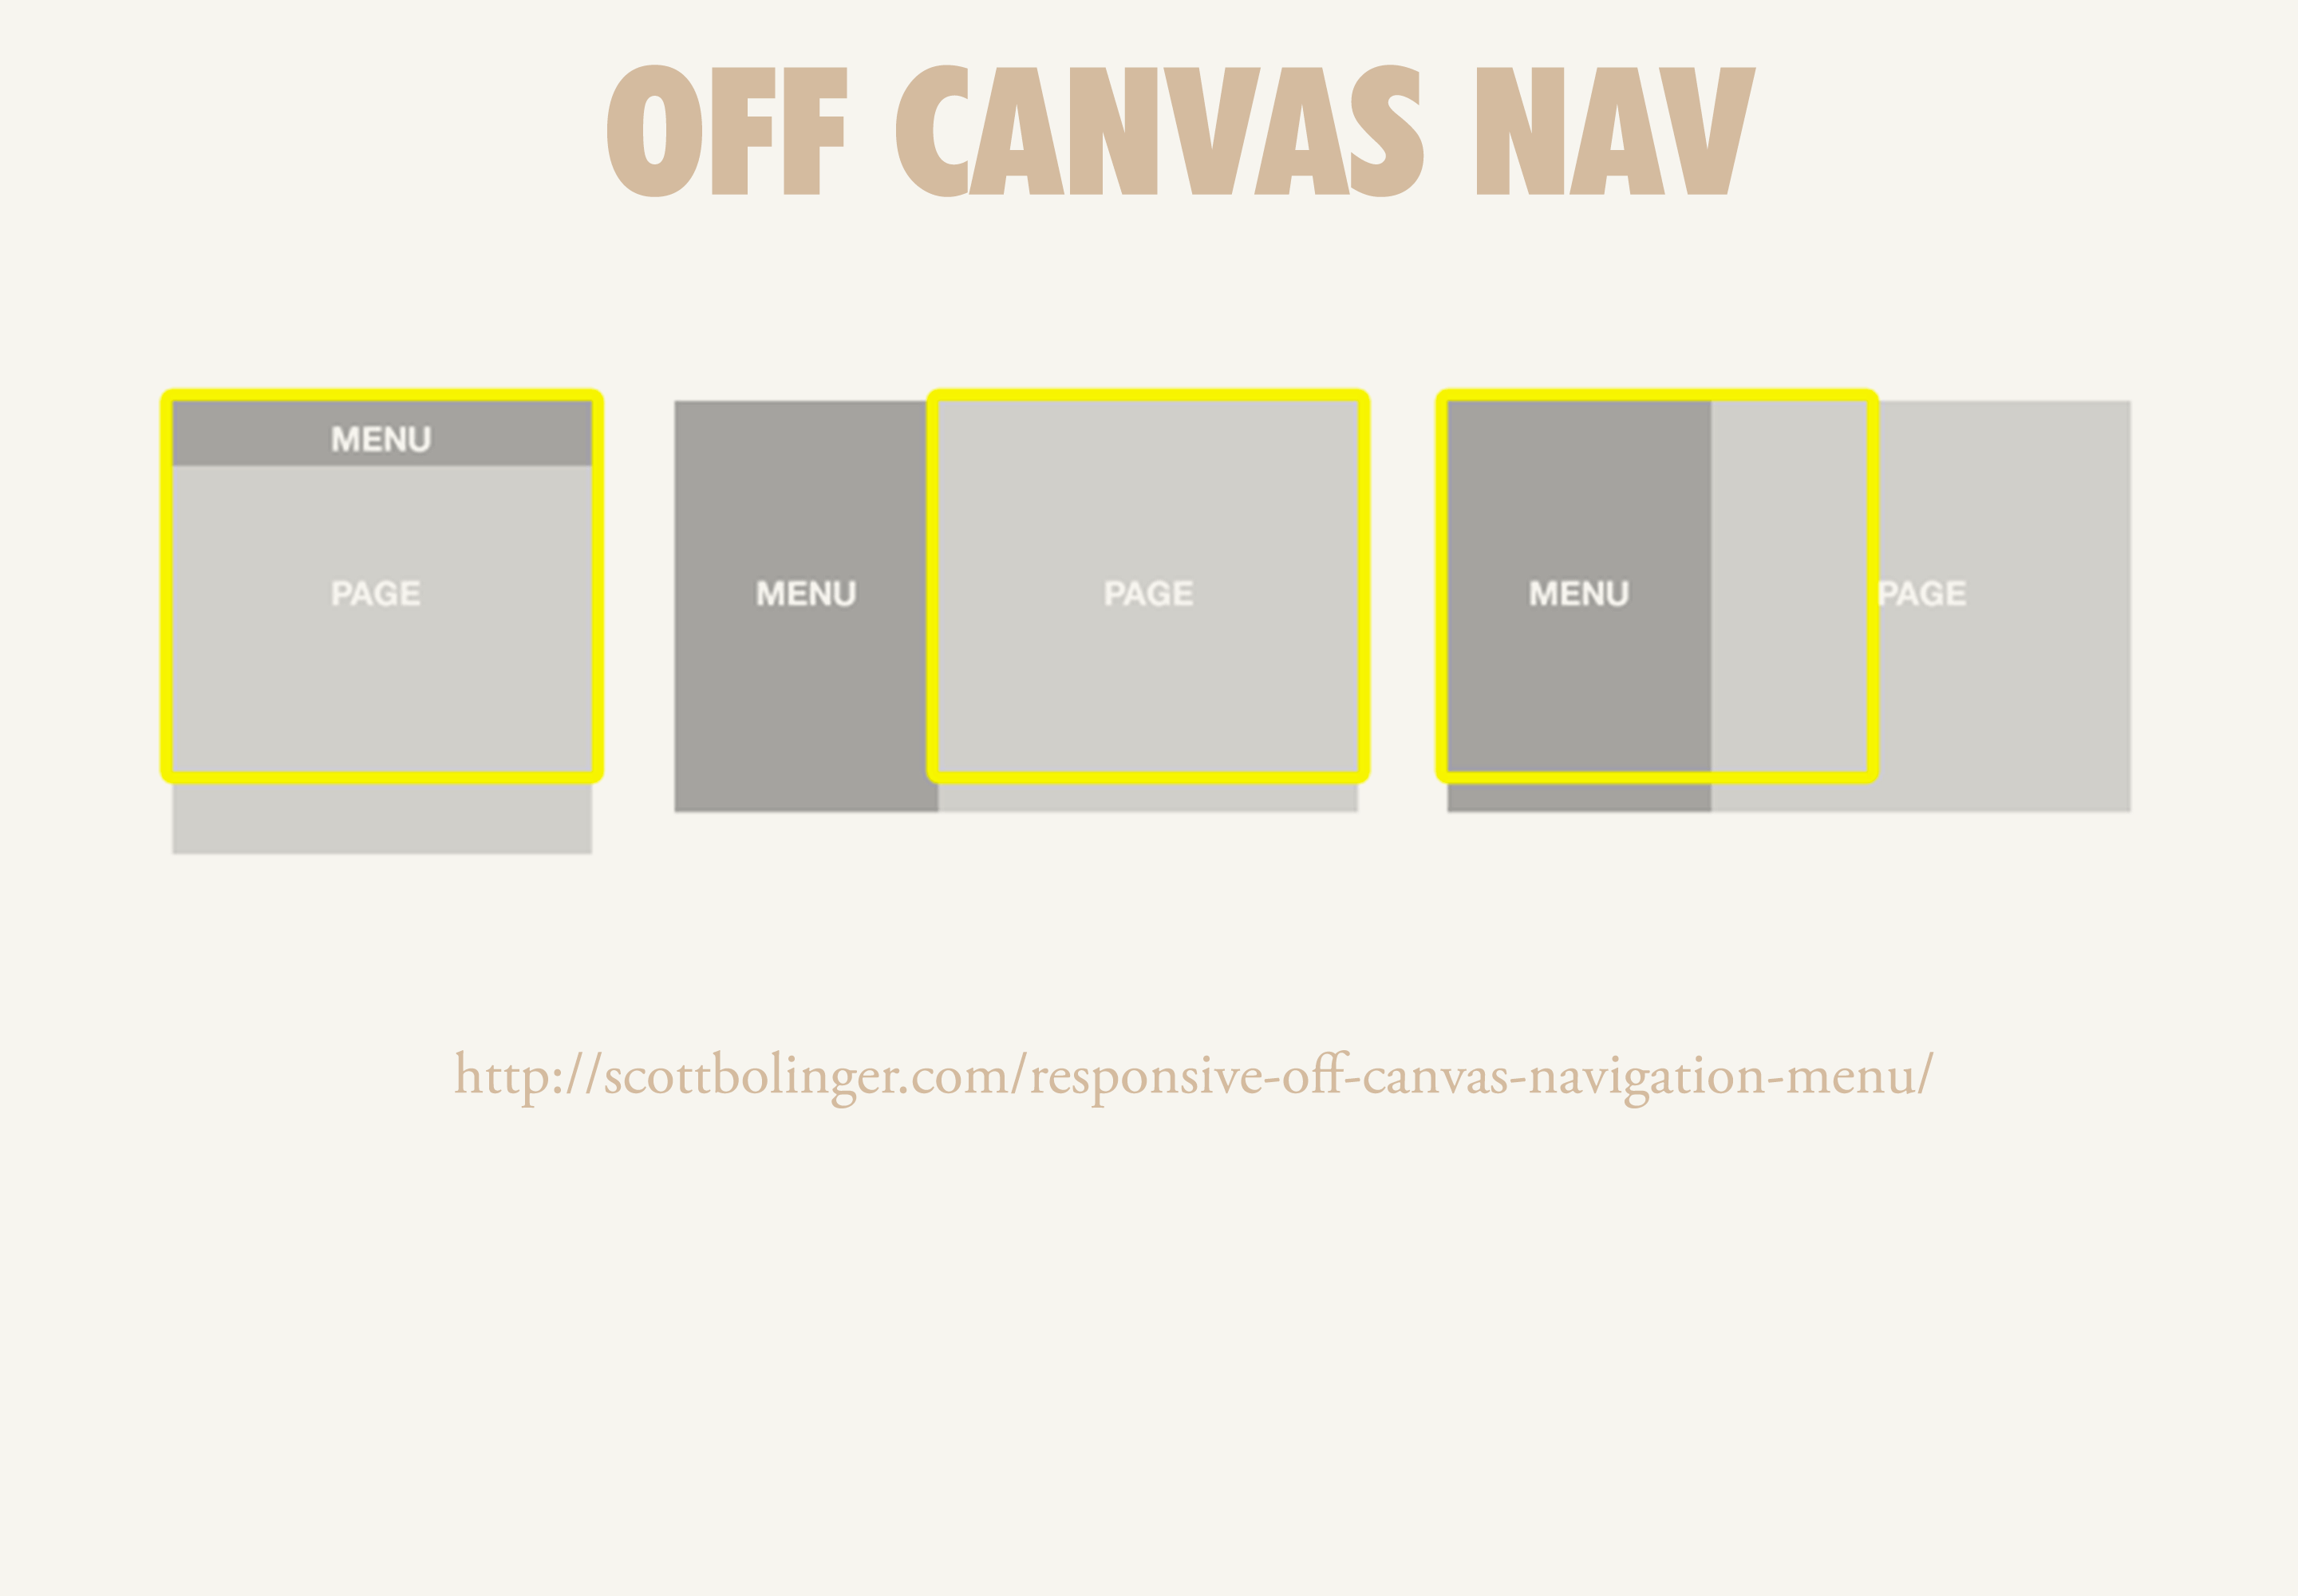 OFF CANVAS NAV
MENU
PAGE
MENU
PAGE
MENU
PAGE
http://scottbolinger.com/responsive-off-canvas-navigation-menu/